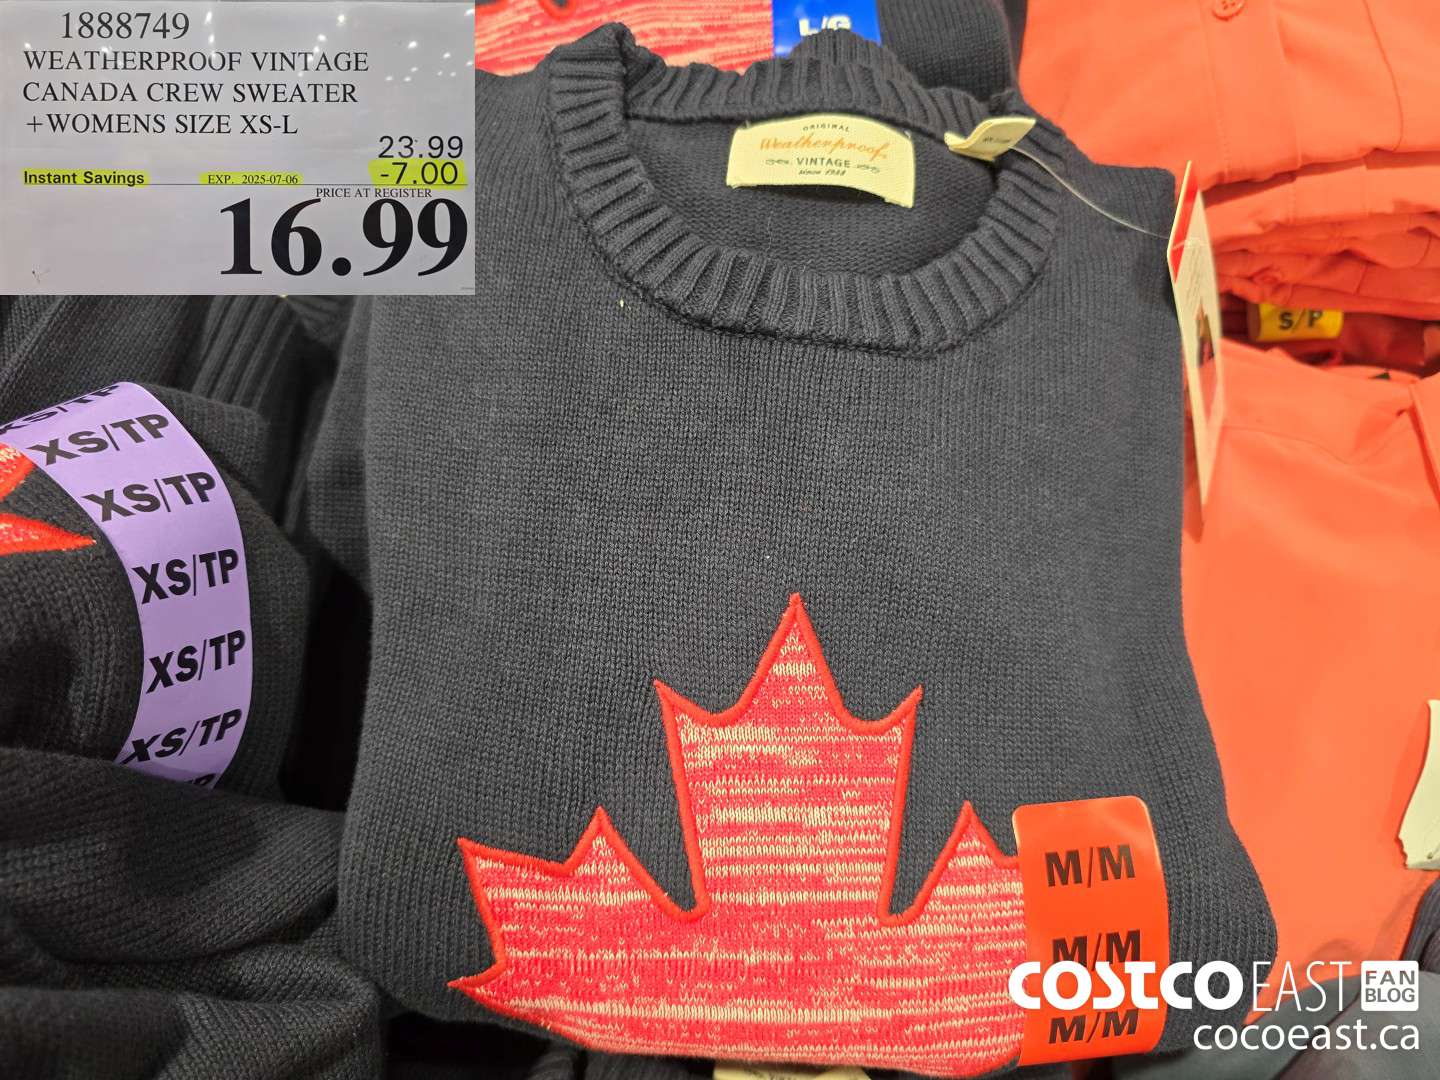 1888749
WEATHERPROOF VINTAGE
CANADA CREW SWEATER
+WOMENS SIZE XS-L
23.99
Instant Savings EXP. 2025-07-06 -7.00
PRICE AT REGISTER
16.99
L/G
ORIGINAL
Weatherproof
VINTAGE
since 1948
S/P
XS/TP
XS/TP
XS/TP
XS/TP
XS/TP
XS/TP
M/M
M/M
M/M
COSTCO EAST FAN BLOG
cocoeast.ca